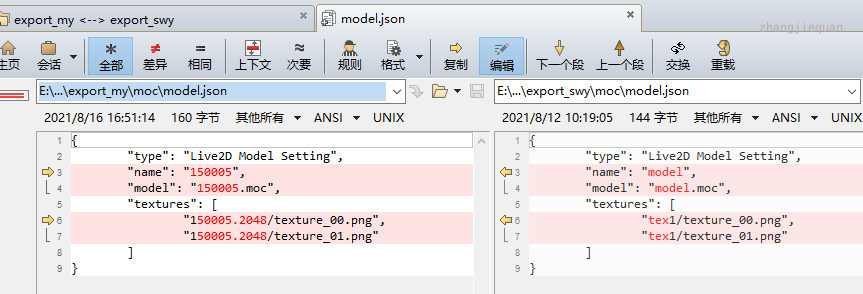 export_my <--> export_swy
model.json
zhangjiequan
主页 会话 全部 差异 相同 上下文 次要 规则 格式 复制 编辑 下一个段 上一个段 交换 重载
E:\...\export_my\moc\model.json
2021/8/16 16:51:14 160 字节 其他所有 ANSI UNIX
1 {
2 "type": "Live2D Model Setting",
3 "name": "150005",
4 "model": "150005.moc",
5 "textures": [
6 "150005.2048/texture_00.png",
7 "150005.2048/texture_01.png"
8 ]
9 }
E:\...\export_swy\moc\model.json
2021/8/12 10:19:05 144 字节 其他所有 ANSI UNIX
1 {
2 "type": "Live2D Model Setting",
3 "name": "model",
4 "model": "model.moc",
5 "textures": [
6 "tex1/texture_00.png",
7 "tex1/texture_01.png"
8 ]
9 }